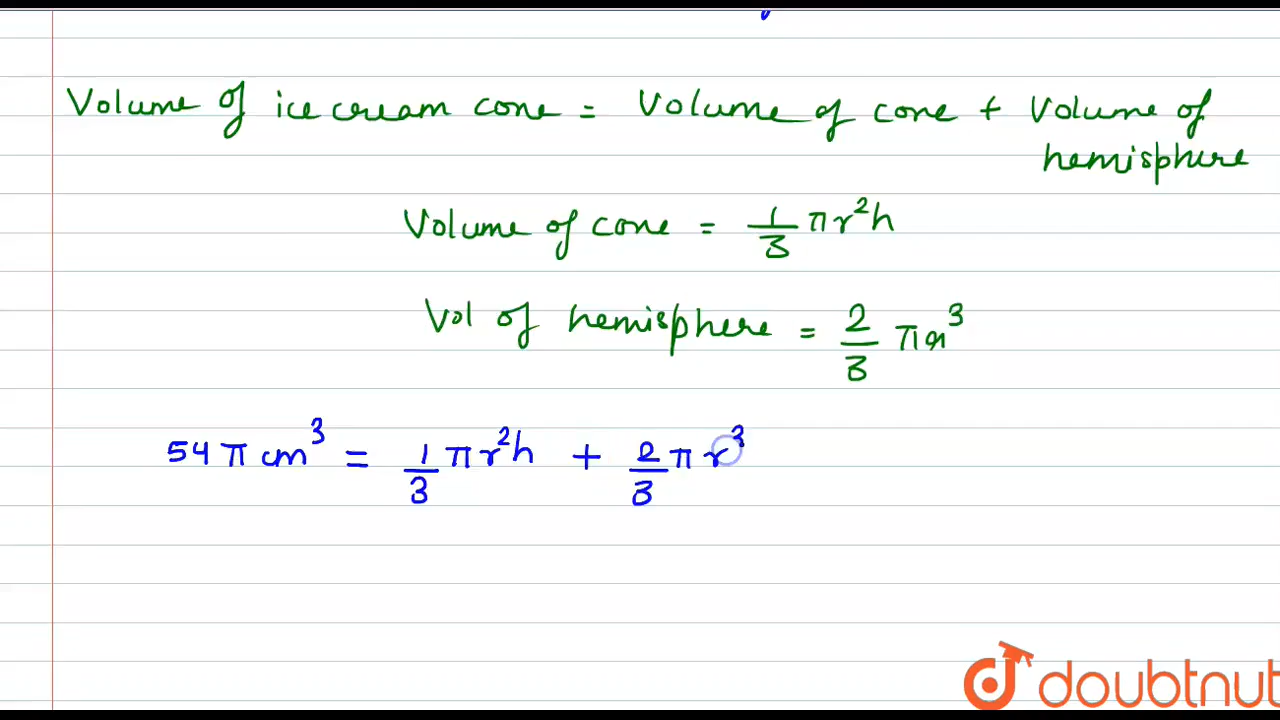 Volume of ice cream cone = Volume of cone + Volume of
hemisphere
Volume of cone = 1/3 πr²h
Vol of hemisphere = 2/3 πr³
54 π cm³ = 1/3 πr²h + 2/3 πr³
doubtnut